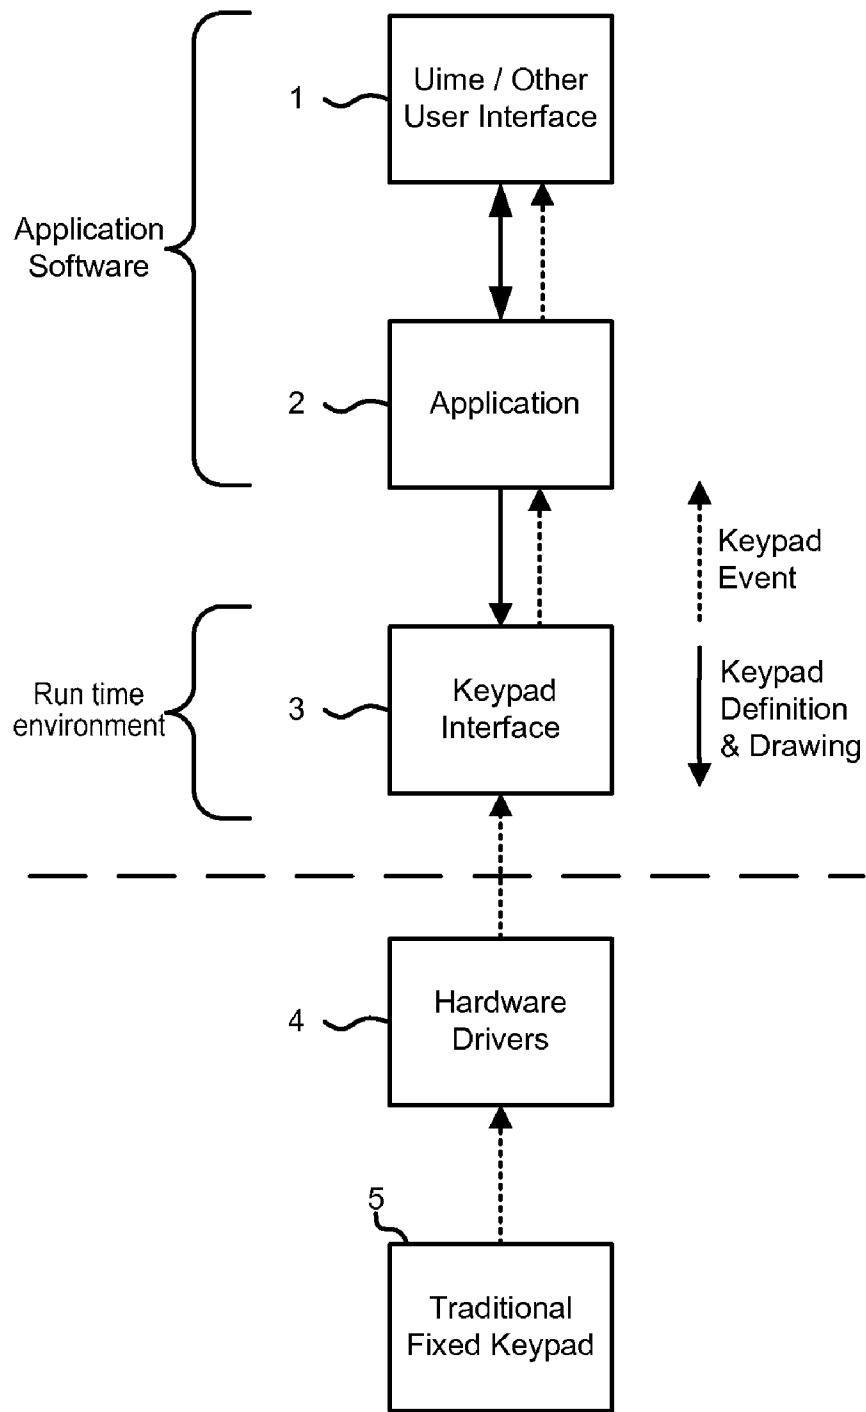 1
Uime / Other
User Interface
Application
Software
2
Application
Keypad
Event
Run time
environment
3
Keypad
Interface
Keypad
Definition
& Drawing
4
Hardware
Drivers
5
Traditional
Fixed Keypad